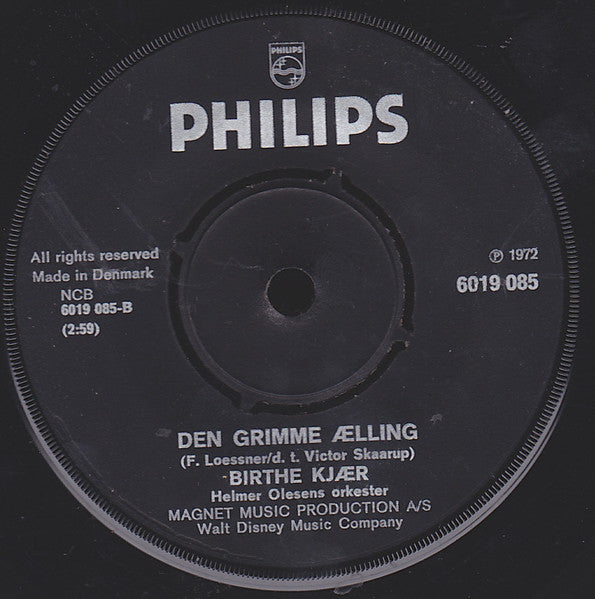 PHILIPS
PHILIPS
All rights reserved
Made in Denmark
NCB
6019 085-B
(2:59)
℗ 1972
6019 085
DEN GRIMME ÆLLING
(F. Loessner/d. t. Victor Skaarup)
BIRTHE KJÆR
Helmer Olesens orkester
MAGNET MUSIC PRODUCTION A/S
Walt Disney Music Company